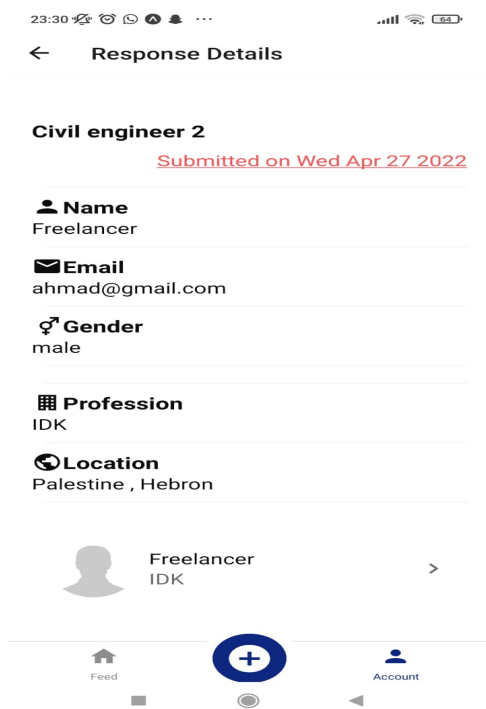 23:30
64
Response Details
Civil engineer 2
Submitted on Wed Apr 27 2022
Name
Freelancer
Email
ahmad@gmail.com
Gender
male
Profession
IDK
Location
Palestine , Hebron
Freelancer
IDK
Feed
Account